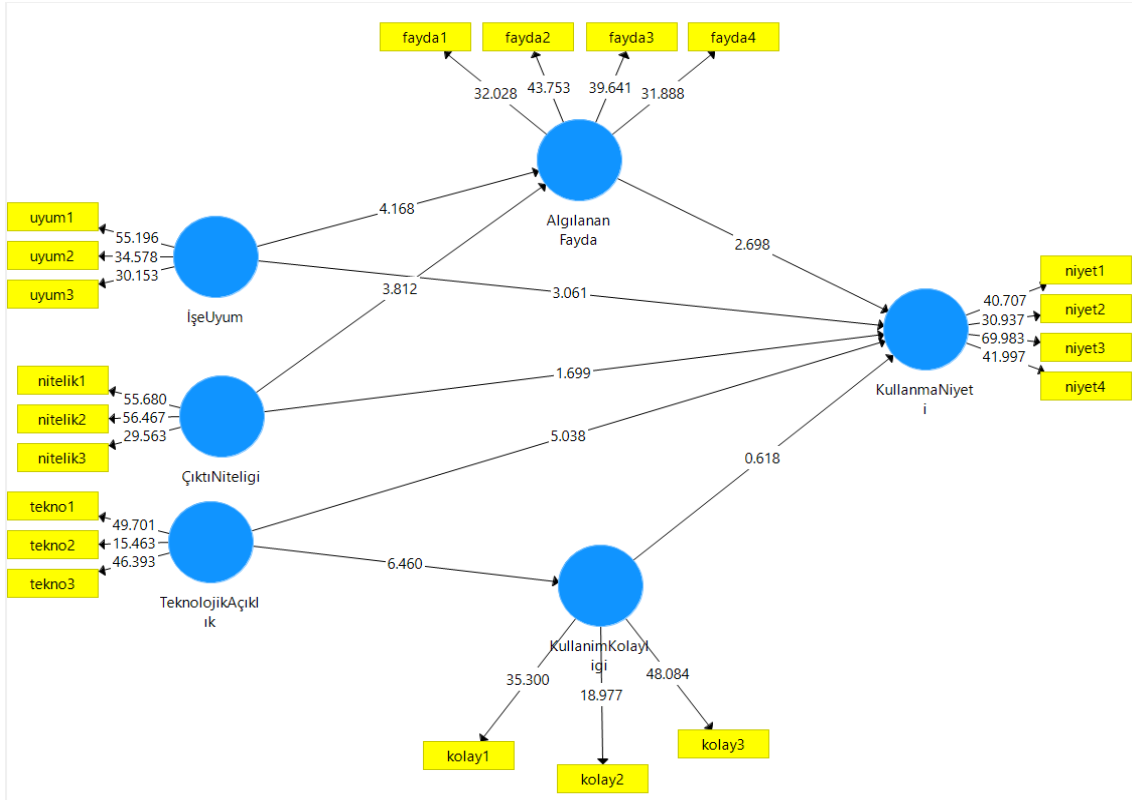 fayda1
fayda2
fayda3
fayda4
32.028
43.753
39.641
31.888
Algılanan
Fayda
uyum1
uyum2
uyum3
55.196
34.578
30.153
İşeUyum
4.168
3.812
2.698
3.061
1.699
5.038
0.618
6.460
niyet1
niyet2
niyet3
niyet4
40.707
30.937
69.983
41.997
KullanmaNiyet
i
nitelik1
nitelik2
nitelik3
55.680
56.467
29.563
ÇıktıNiteligi
tekno1
tekno2
tekno3
49.701
15.463
46.393
TeknolojikAçıkl
ık
KullanimKolayl
igi
35.300
18.977
48.084
kolay1
kolay2
kolay3